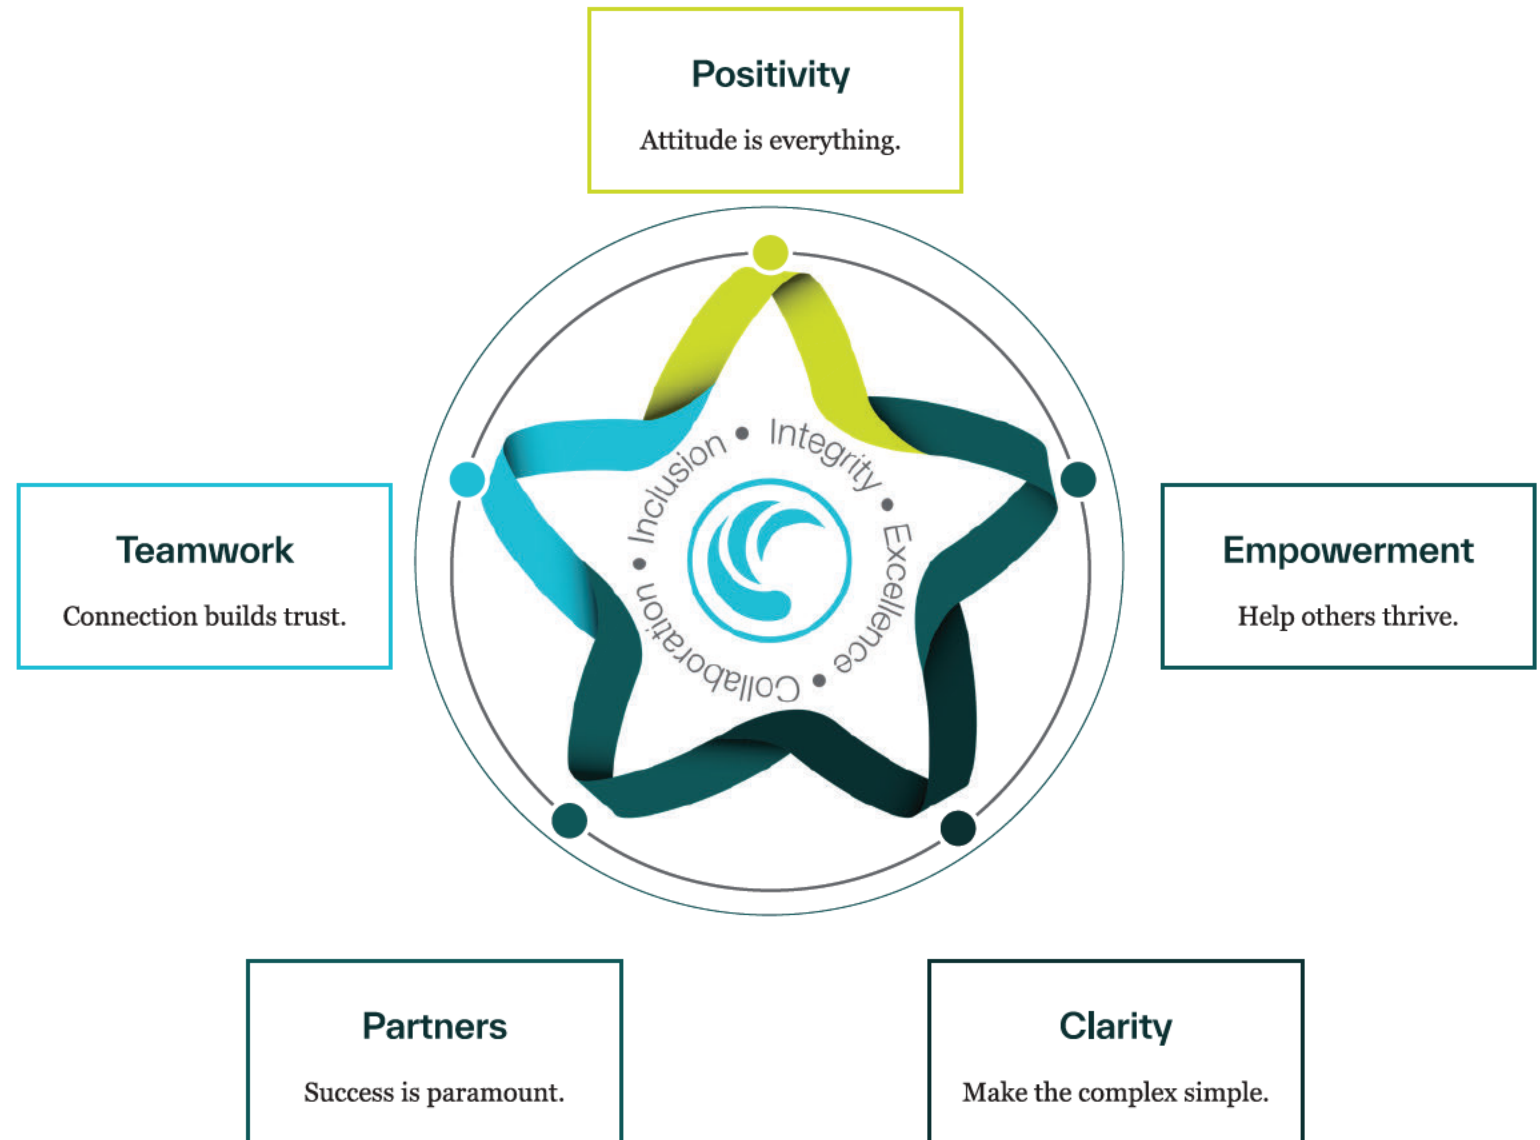 Positivity
Attitude is everything.
Integrity • Excellence • Collaboration • Inclusion •
Teamwork
Connection builds trust.
Empowerment
Help others thrive.
Partners
Success is paramount.
Clarity
Make the complex simple.